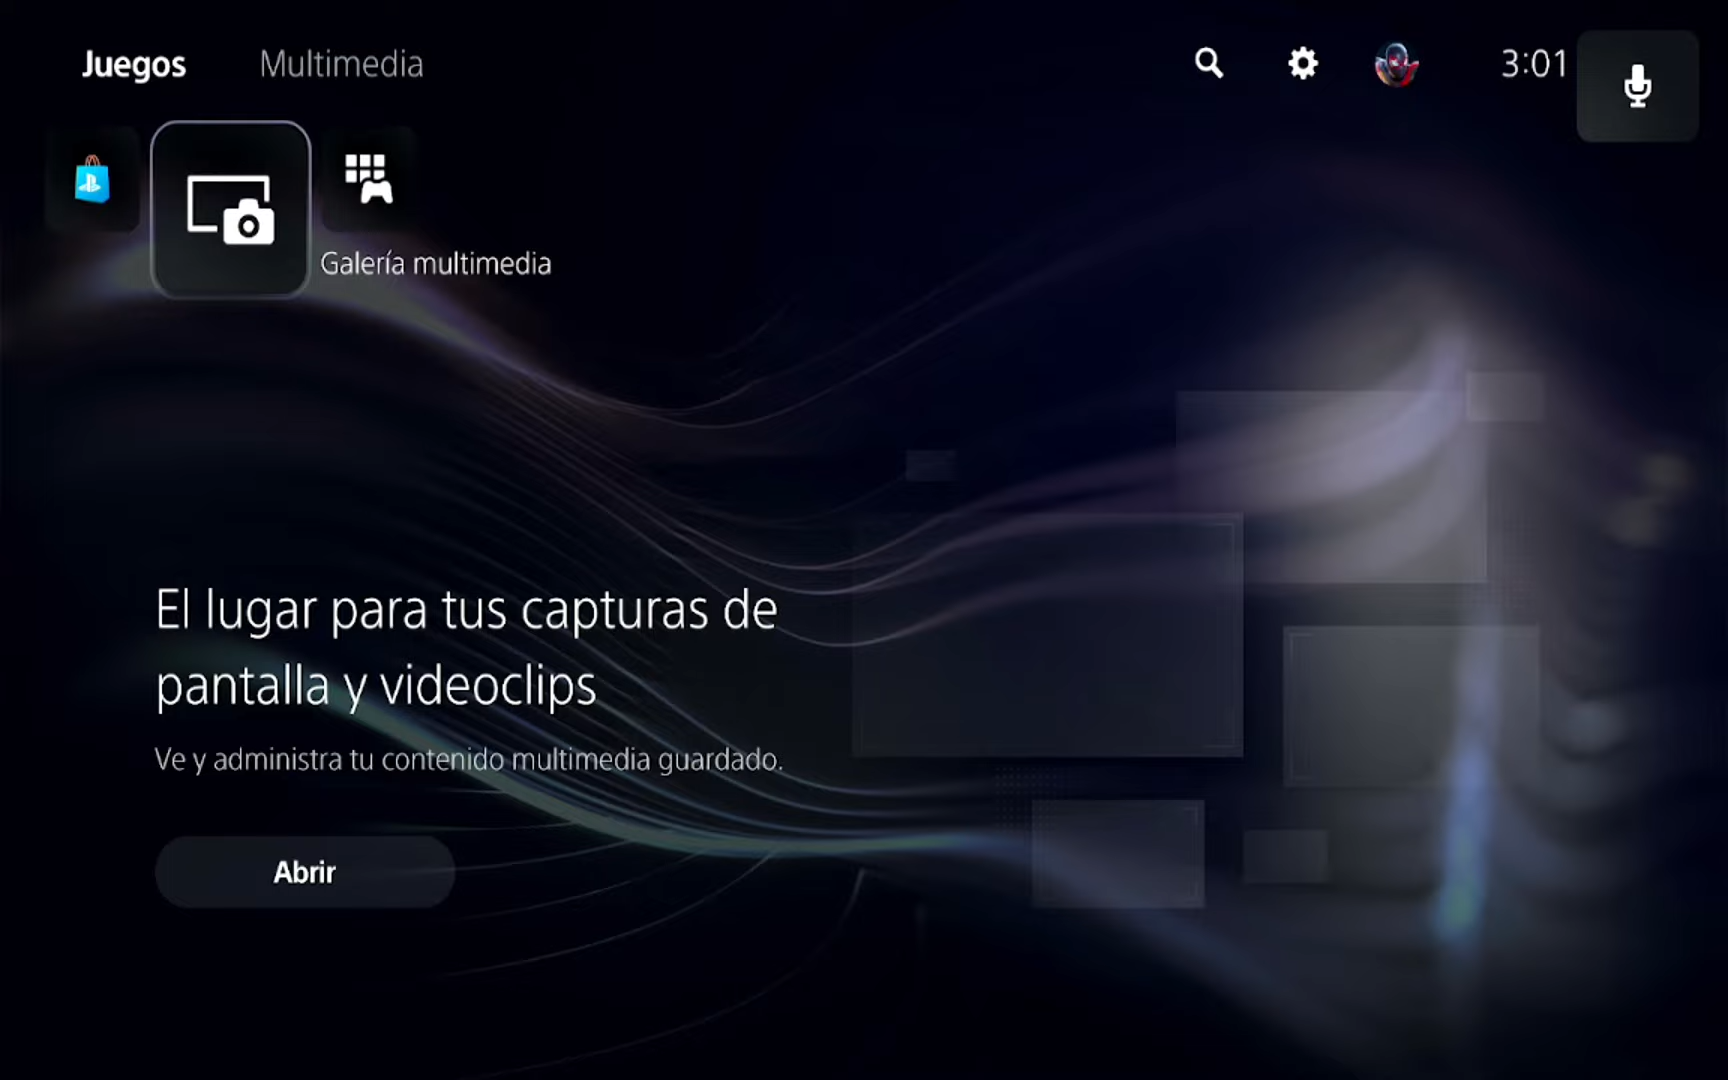 Juegos
Multimedia
3:01
Galería multimedia
El lugar para tus capturas de
pantalla y videoclips
Ve y administra tu contenido multimedia guardado.
Abrir